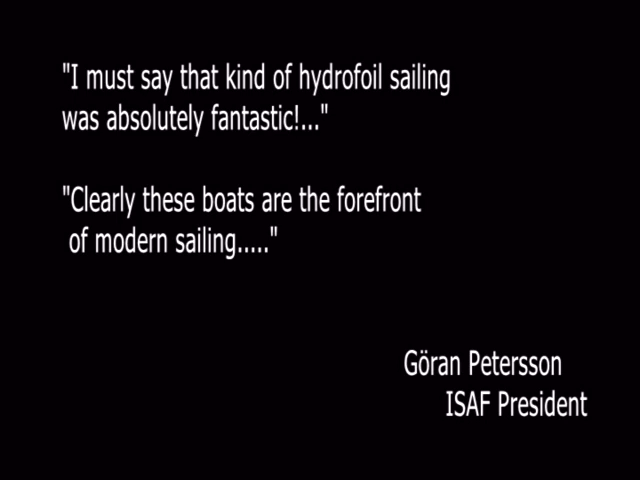 "I must say that kind of hydrofoil sailing
was absolutely fantastic!..."
"Clearly these boats are the forefront
of modern sailing....."
Göran Petersson
ISAF President